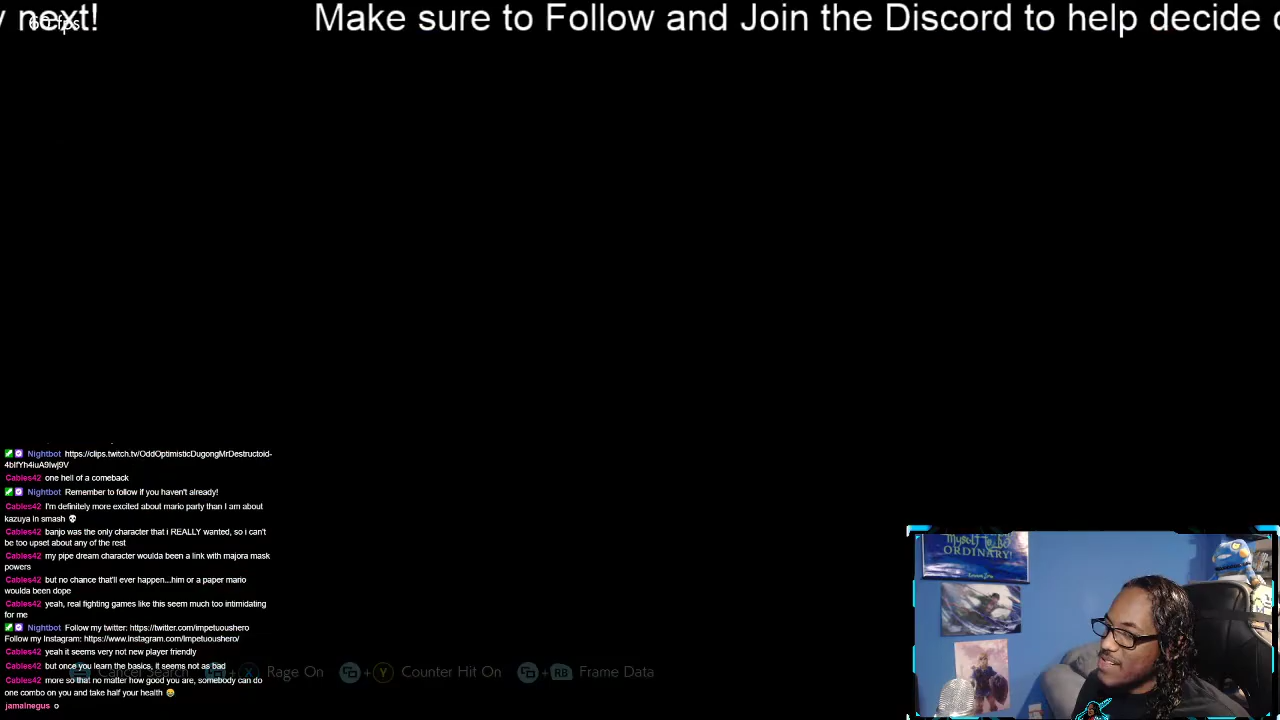 y next!
60 fps
Make sure to Follow and Join the Discord to help decide
Nightbot https://clips.twitch.tv/OddOptimisticDugongMrDestructoid-
4bIfYh4iuA9Iwj9V
Cables42 one hell of a comeback
Nightbot Remember to follow if you haven't already!
Cables42 I'm definitely more excited about mario party than I am about
kazuya in smash 💀
Cables42 banjo was the only character that i REALLY wanted, so i can't
be too upset about any of the rest
Cables42 my pipe dream character woulda been a link with majora mask
powers
Cables42 but no chance that'll ever happen...him or a paper mario
woulda been dope
Cables42 yeah, real fighting games like this seem much too intimidating
for me
Nightbot Follow my twitter: https://twitter.com/impetuoushero
Follow my Instagram: https://www.instagram.com/impetuoushero/
Cables42 yeah it seems very not new player friendly
Cables42 but once you learn the basics, it seems not as bad
Cables42 more so that no matter how good you are, somebody can do
one combo on you and take half your health 😅
jamalnegus o
Cancel Search + X Rage On + Y Counter Hit On + RB Frame Data
Myself to be
ORDINARY!